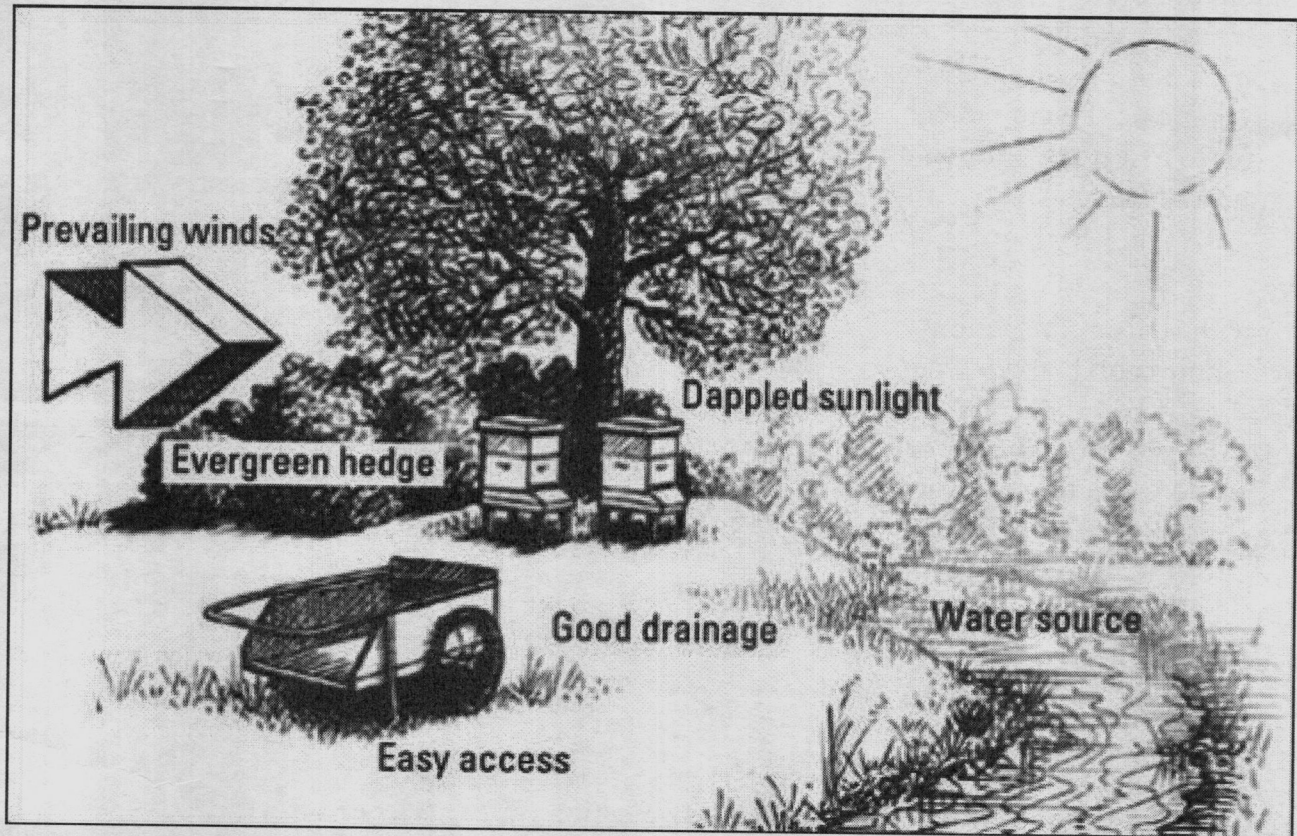 Prevailing winds
Dappled sunlight
Evergreen hedge
Good drainage
Water source
Easy access